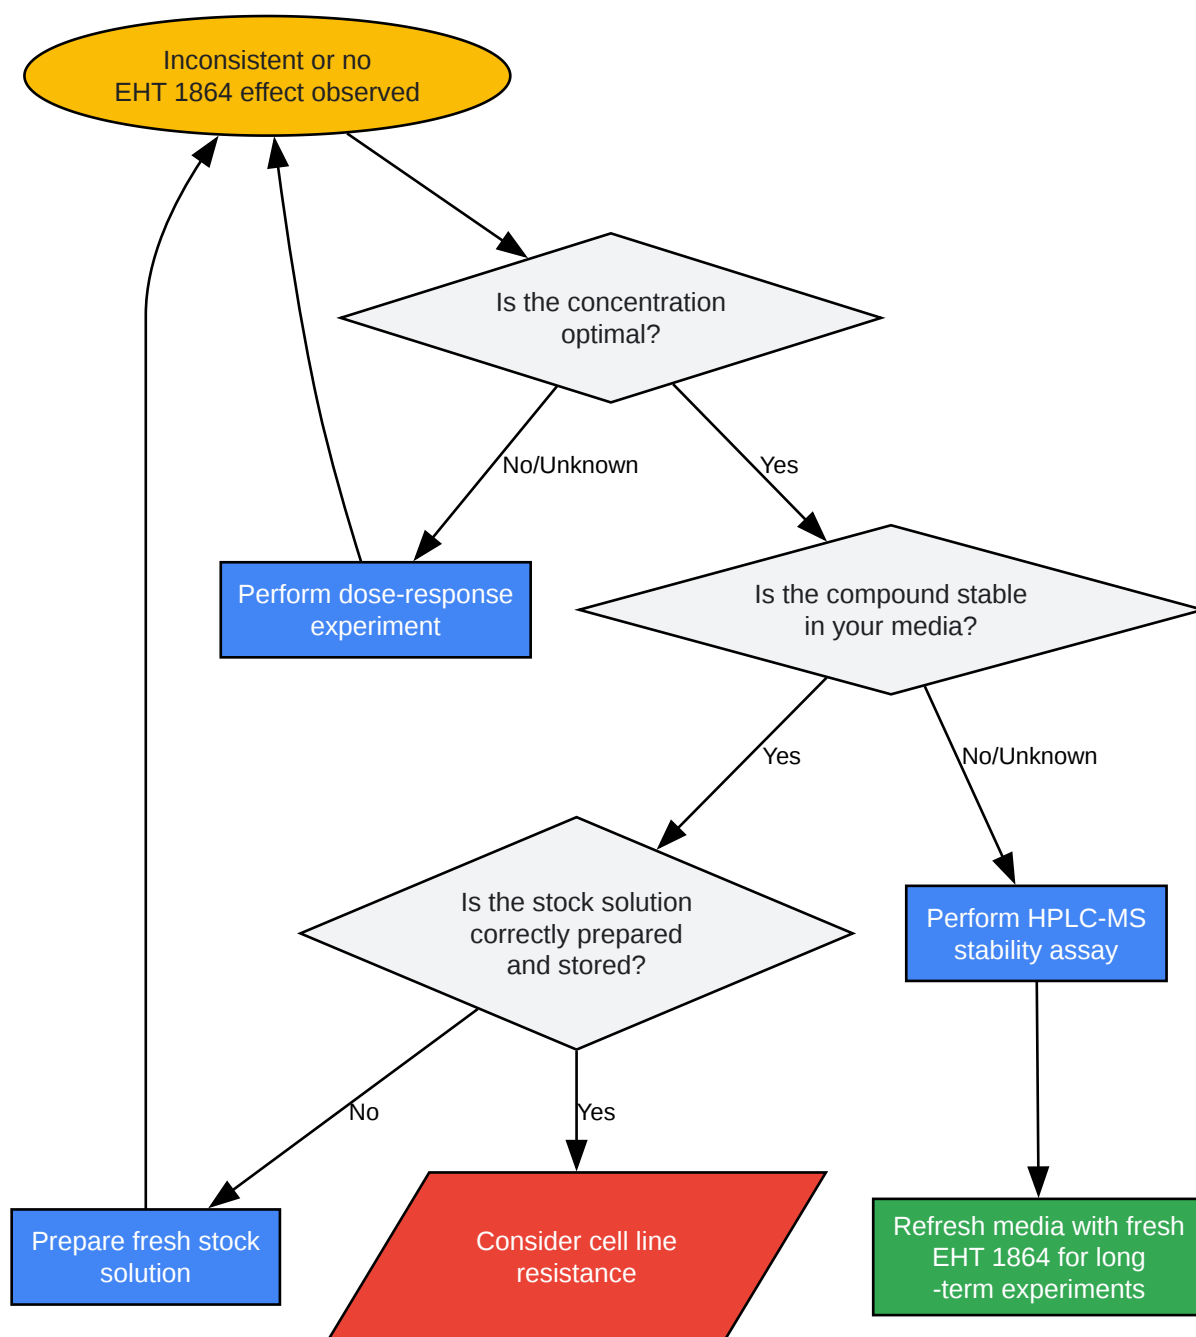 Inconsistent or no
EHT 1864 effect observed
Is the concentration
optimal?
No/Unknown
Yes
Perform dose-response
experiment
Is the compound stable
in your media?
Yes
No/Unknown
Is the stock solution
correctly prepared
and stored?
Perform HPLC-MS
stability assay
No
Yes
Prepare fresh stock
solution
Consider cell line
resistance
Refresh media with fresh
EHT 1864 for long
-term experiments